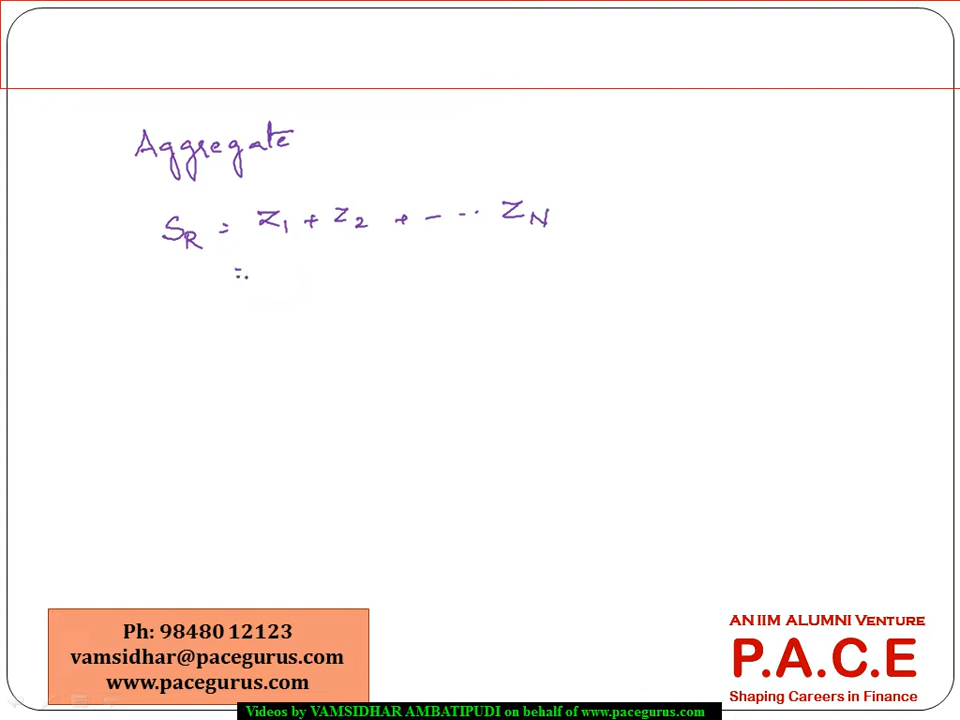 Aggregate
S_R = Z_1 + Z_2 + - -.. Z_N
=.
Ph: 98480 12123
vamsidhar@pacegurus.com
www.pacegurus.com
AN IIM ALUMNI VENTURE
P.A.C.E
Shaping Careers in Finance
Videos by VAMSIDHAR AMBATIPUDI on behalf of www.pacegurus.com